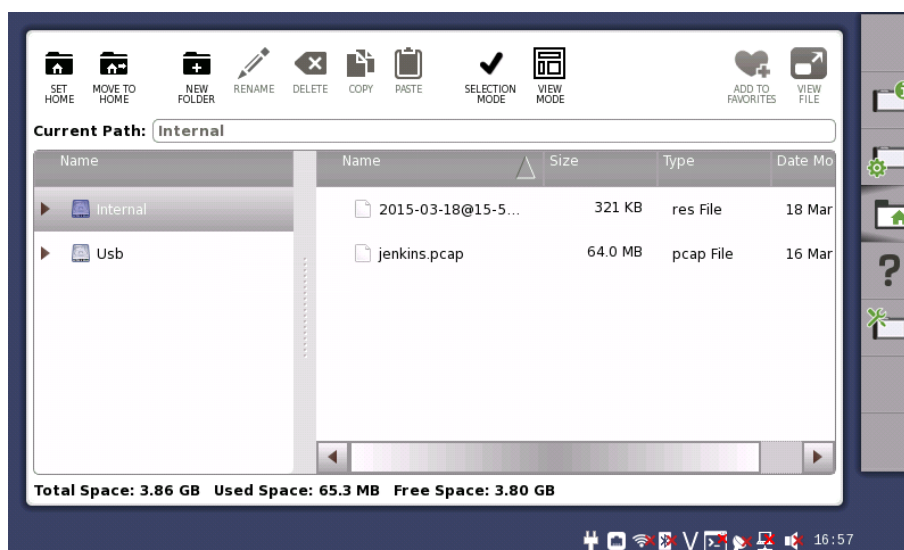 SET HOME
MOVE TO HOME
NEW FOLDER
RENAME
DELETE
COPY
PASTE
SELECTION MODE
VIEW MODE
ADD TO FAVORITES
VIEW FILE
Current Path: Internal
Name
Name Size Type Date Mo
Internal
2015-03-18@15-5... 321 KB res File 18 Mar
Usb
jenkins.pcap 64.0 MB pcap File 16 Mar
Total Space: 3.86 GB Used Space: 65.3 MB Free Space: 3.80 GB
16:57